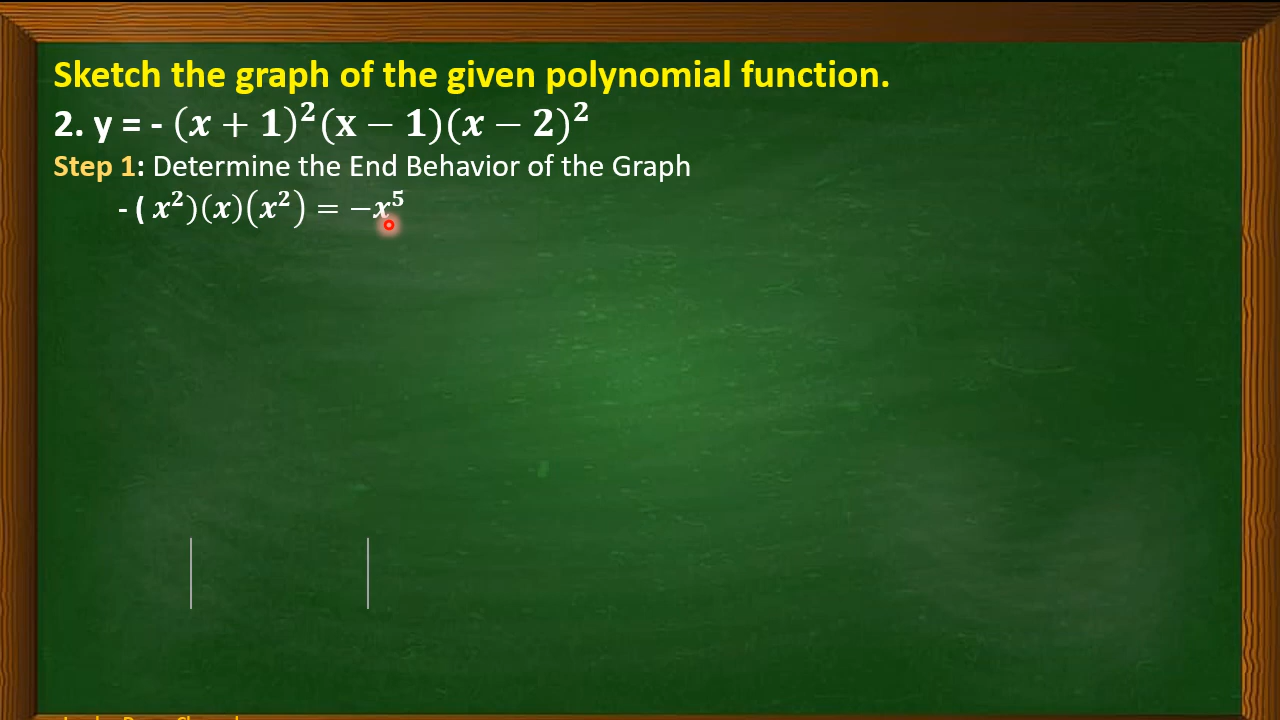 Sketch the graph of the given polynomial function.
2. y = - (x + 1)²(x − 1)(x − 2)²
Step 1: Determine the End Behavior of the Graph
- ( x²)(x)(x²) = −x⁵